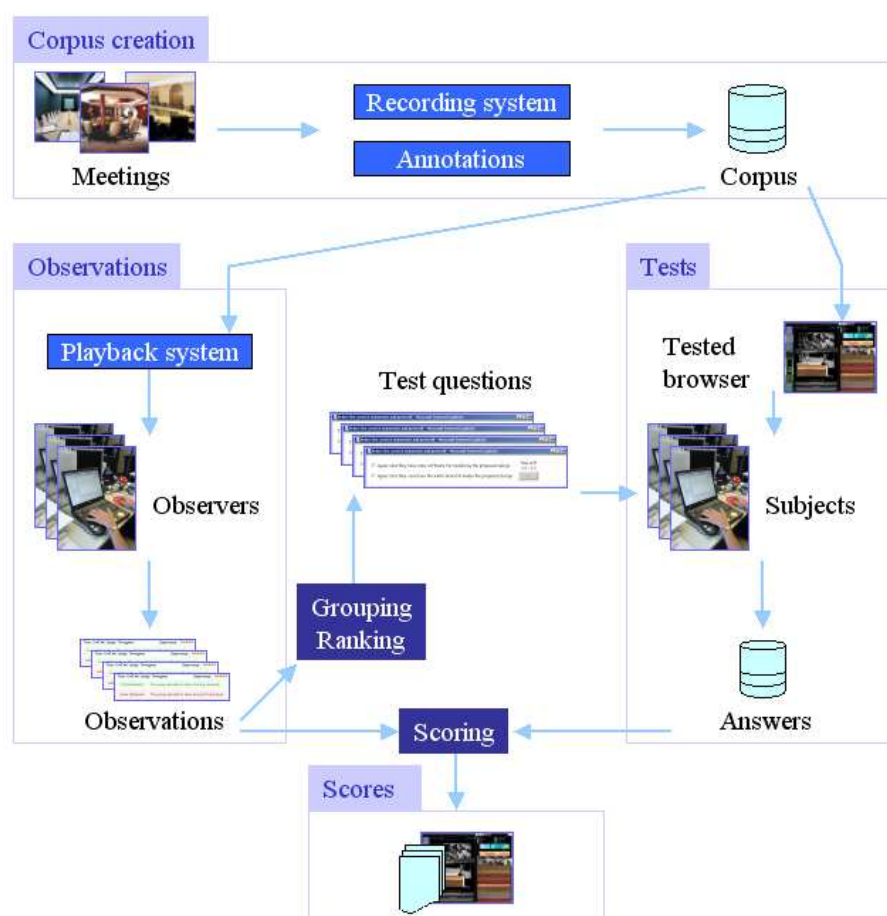 Corpus creation
Recording system
Annotations
Meetings
Corpus
Observations
Tests
Playback system
Tested
browser
Test questions
Observers
Subjects
Grouping
Ranking
Observations
Answers
Scoring
Scores